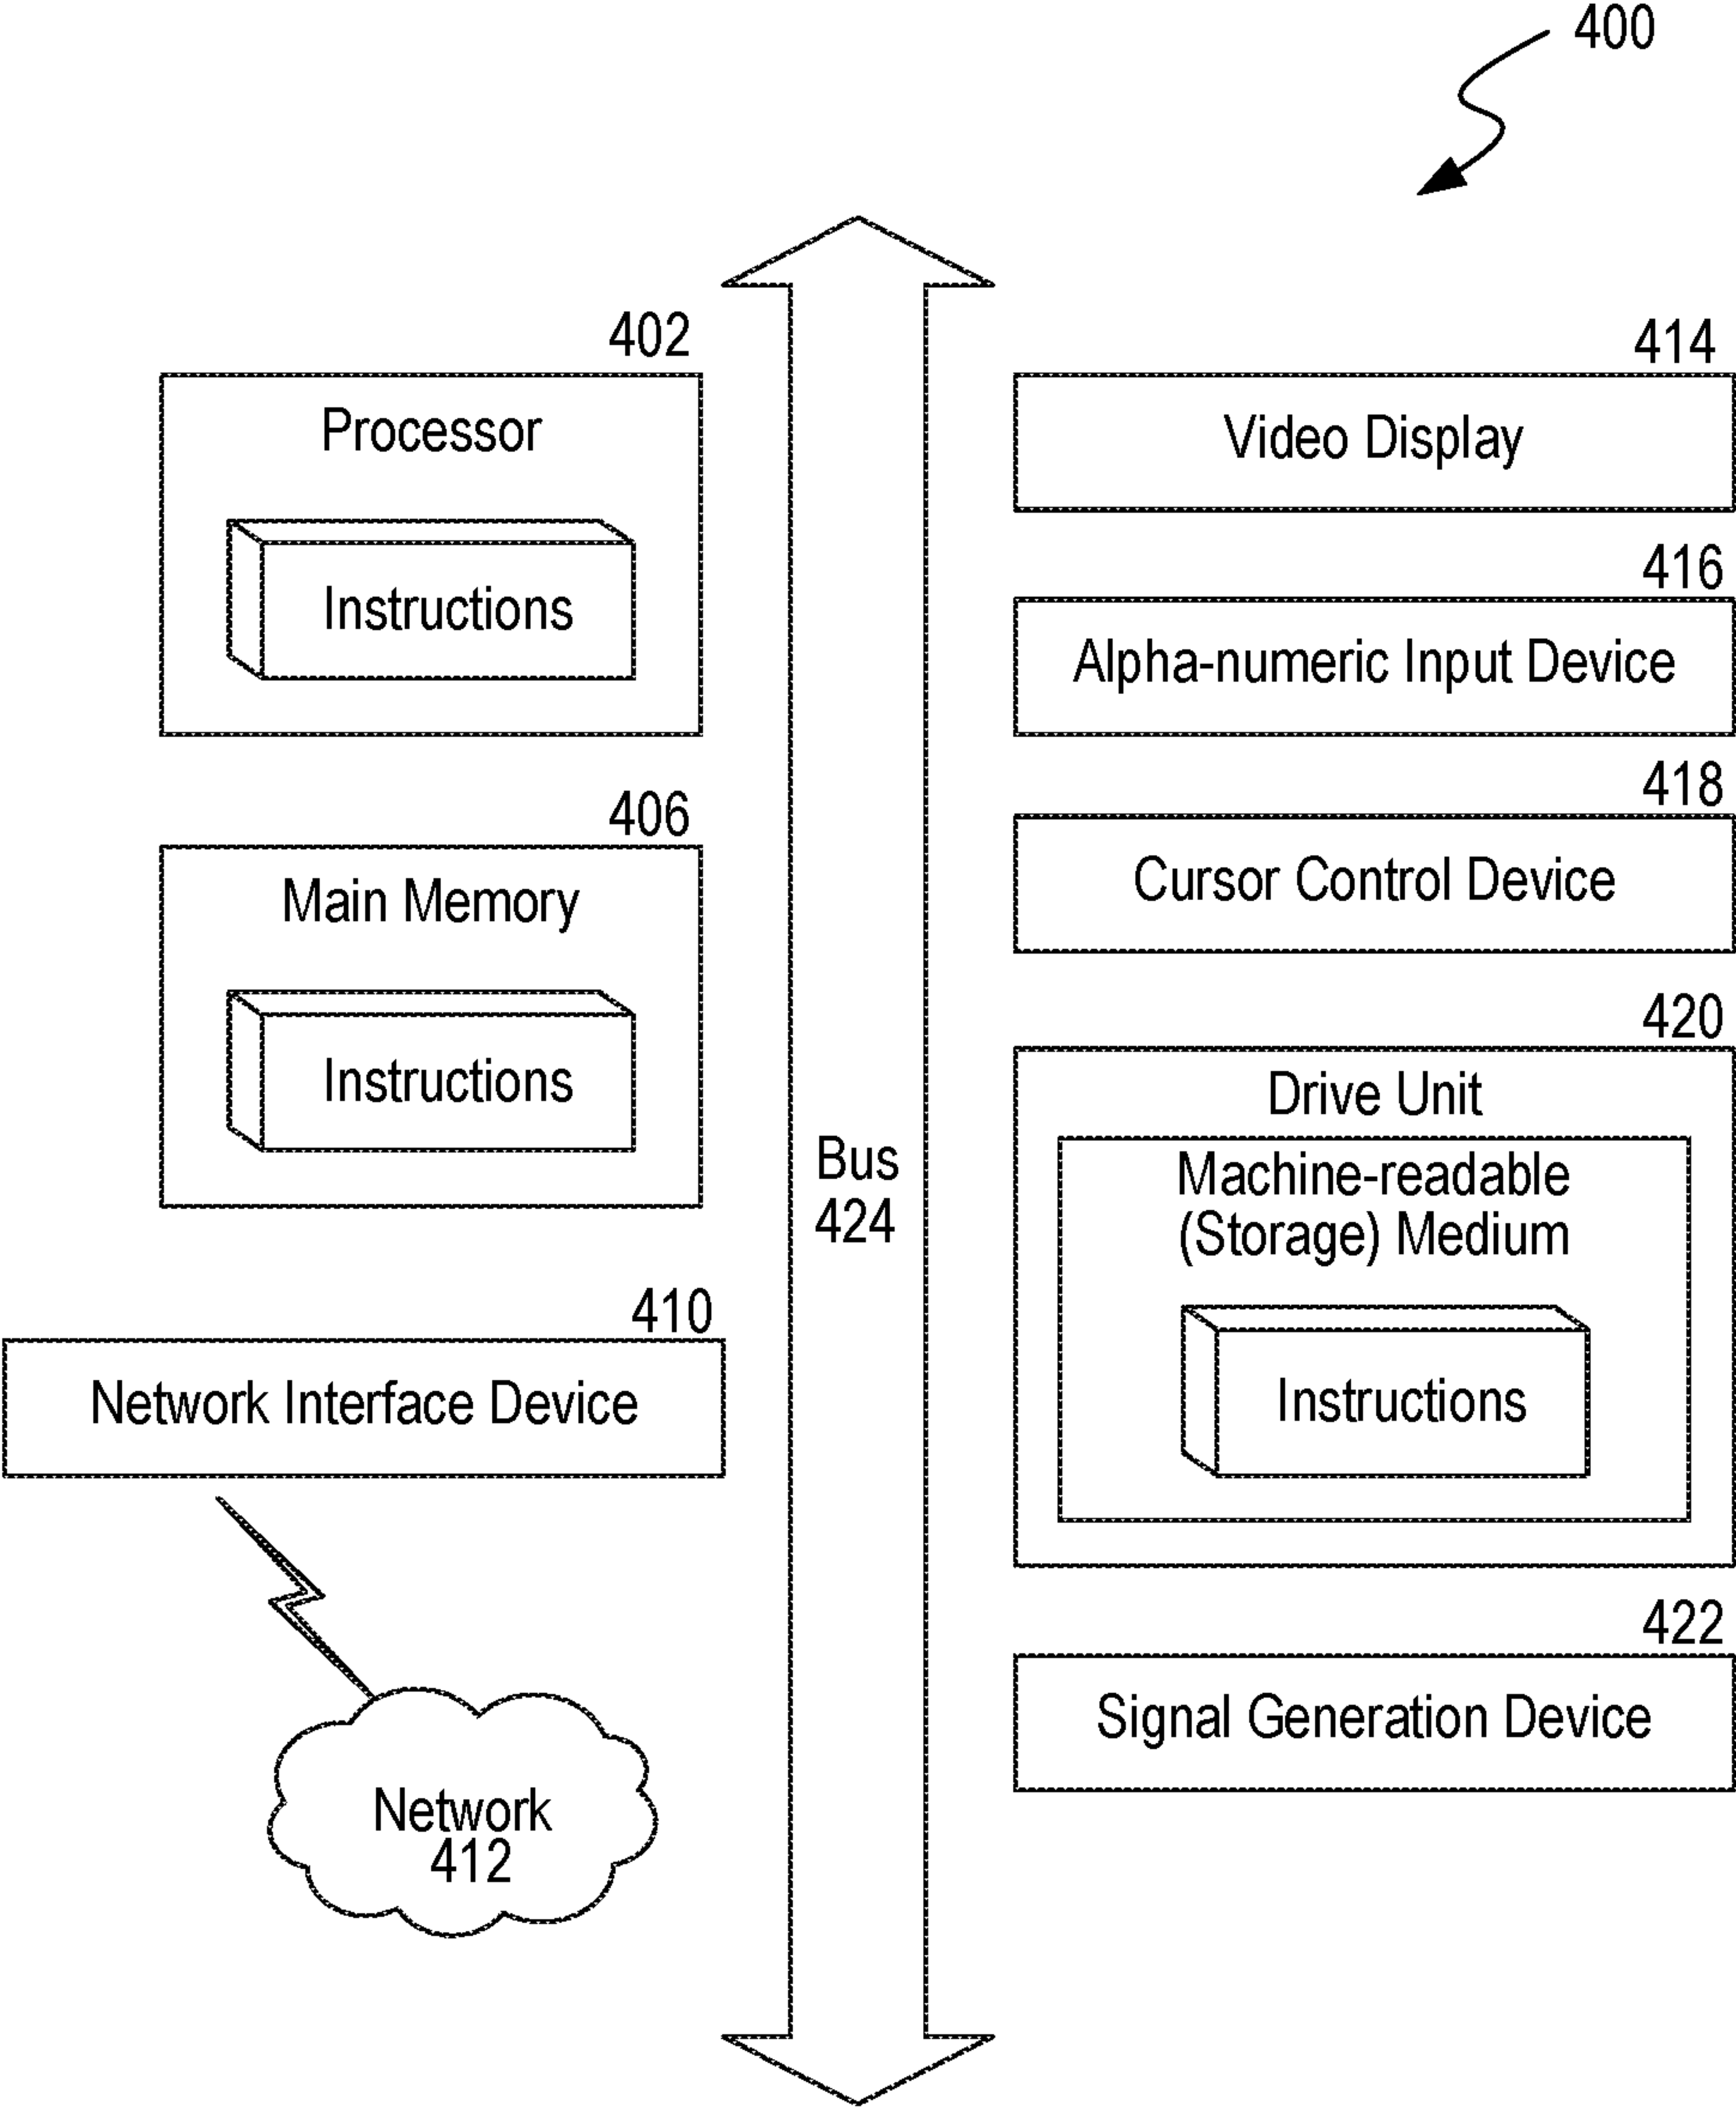 400
402
Processor
Instructions
406
Main Memory
Instructions
410
Network Interface Device
Network
412
Bus
424
414
Video Display
416
Alpha-numeric Input Device
418
Cursor Control Device
420
Drive Unit
Machine-readable
(Storage) Medium
Instructions
422
Signal Generation Device